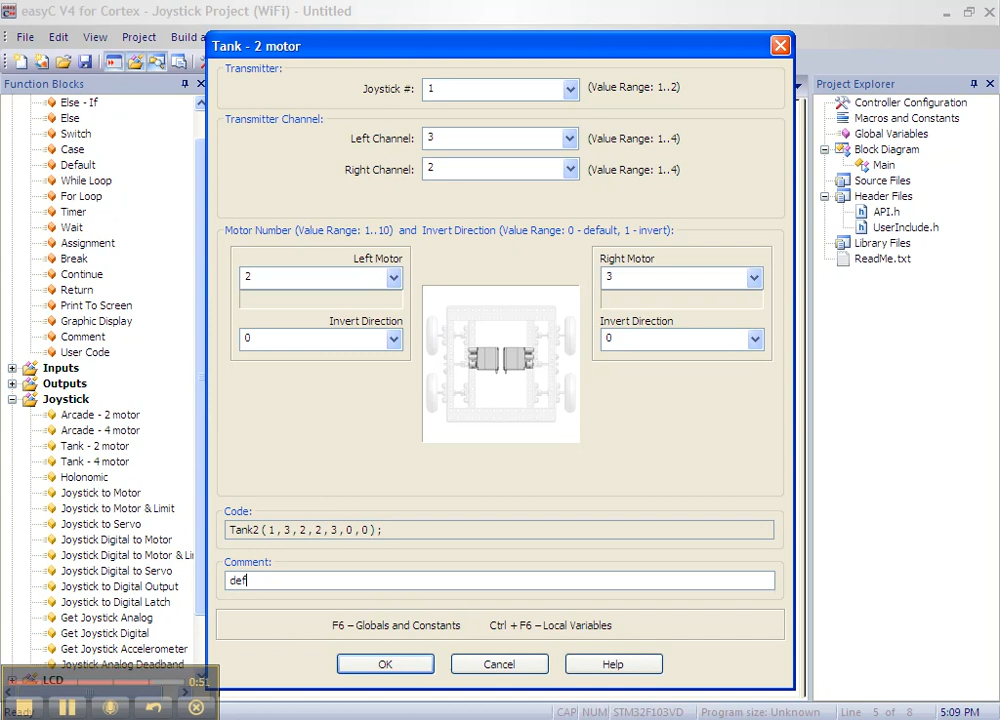 easyC V4 for Cortex - Joystick Project (WiFi) - Untitled
File Edit View Project Build a
Function Blocks
Else - If
Else
Switch
Case
Default
While Loop
For Loop
Timer
Wait
Assignment
Break
Continue
Return
Print To Screen
Graphic Display
Comment
User Code
Inputs
Outputs
Joystick
Arcade - 2 motor
Arcade - 4 motor
Tank - 2 motor
Tank - 4 motor
Holonomic
Joystick to Motor
Joystick to Motor & Limit
Joystick to Servo
Joystick Digital to Motor
Joystick Digital to Motor & Li
Joystick Digital to Servo
Joystick to Digital Output
Joystick to Digital Latch
Get Joystick Analog
Get Joystick Digital
Get Joystick Accelerometer
Joystick Analog Deadband
LCD
0:51
Tank - 2 motor
Transmitter:
Joystick #: 1 (Value Range: 1..2)
Transmitter Channel:
Left Channel: 3 (Value Range: 1..4)
Right Channel: 2 (Value Range: 1..4)
Motor Number (Value Range: 1..10) and Invert Direction (Value Range: 0 - default, 1 - invert):
Left Motor
2
Invert Direction
0
Right Motor
3
Invert Direction
0
Code:
Tank2 ( 1 , 3 , 2 , 2 , 3 , 0 , 0 ) ;
Comment:
def
F6 – Globals and Constants Ctrl + F6 – Local Variables
OK Cancel Help
Project Explorer
Controller Configuration
Macros and Constants
Global Variables
Block Diagram
Main
Source Files
Header Files
API.h
UserInclude.h
Library Files
ReadMe.txt
Ready
CAP NUM STM32F103VD Program size: Unknown Line 5 of 8 5:09 PM